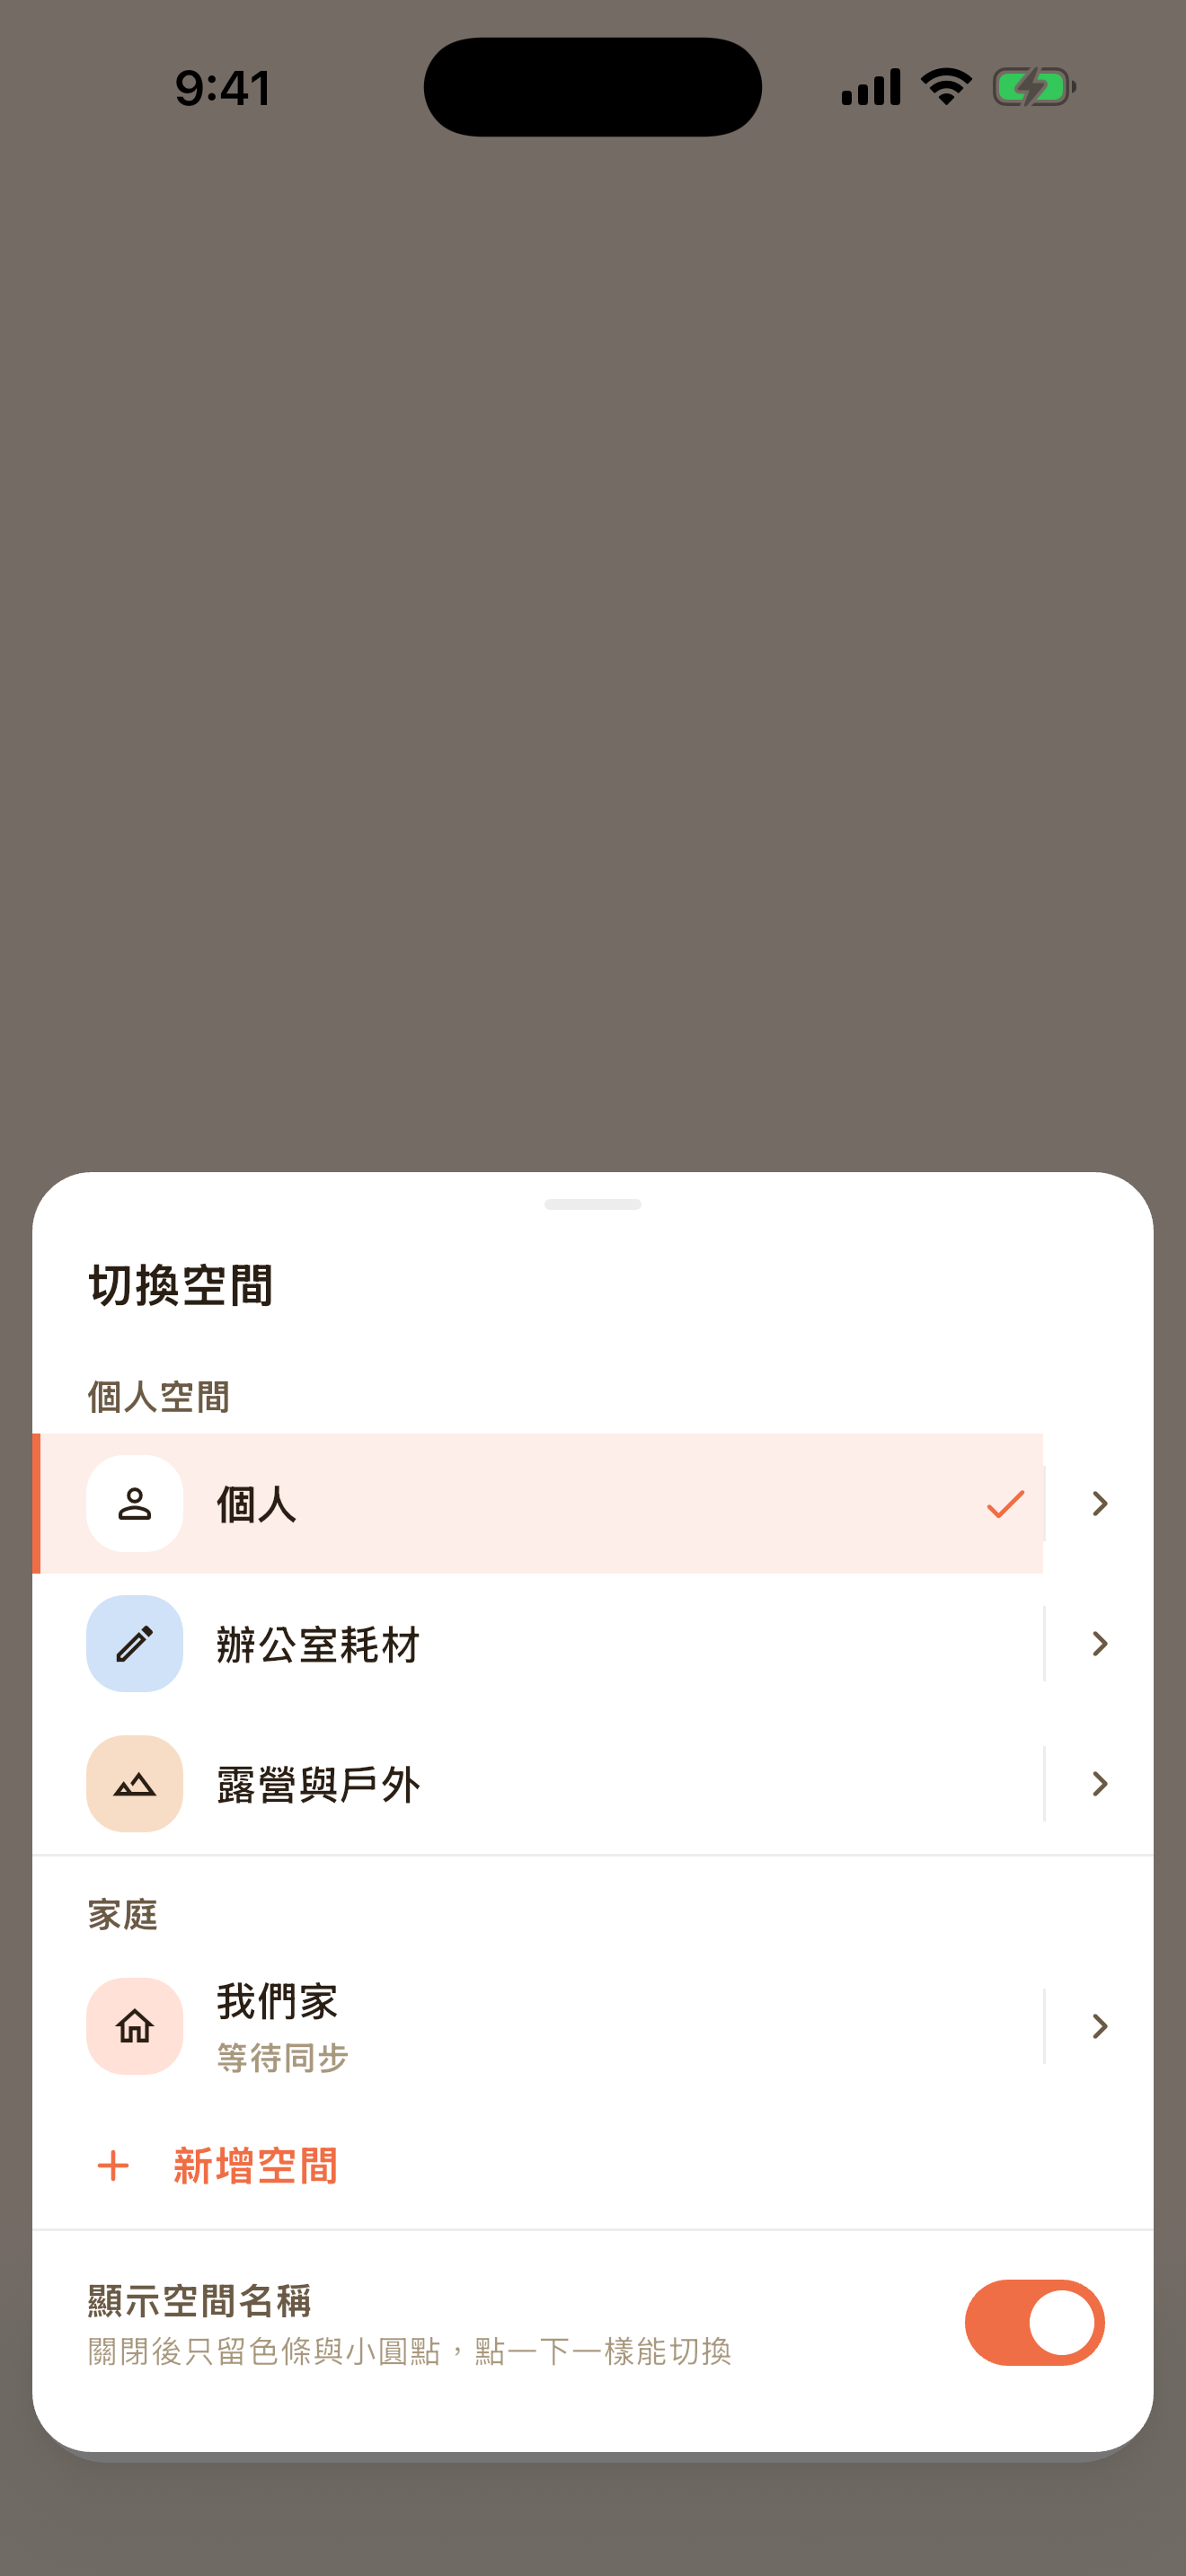 9:41
切換空間
個人空間
個人
辦公室耗材
露營與戶外
家庭
我們家
等待同步
新增空間
顯示空間名稱
關閉後只留色條與小圓點，點一下一樣能切換